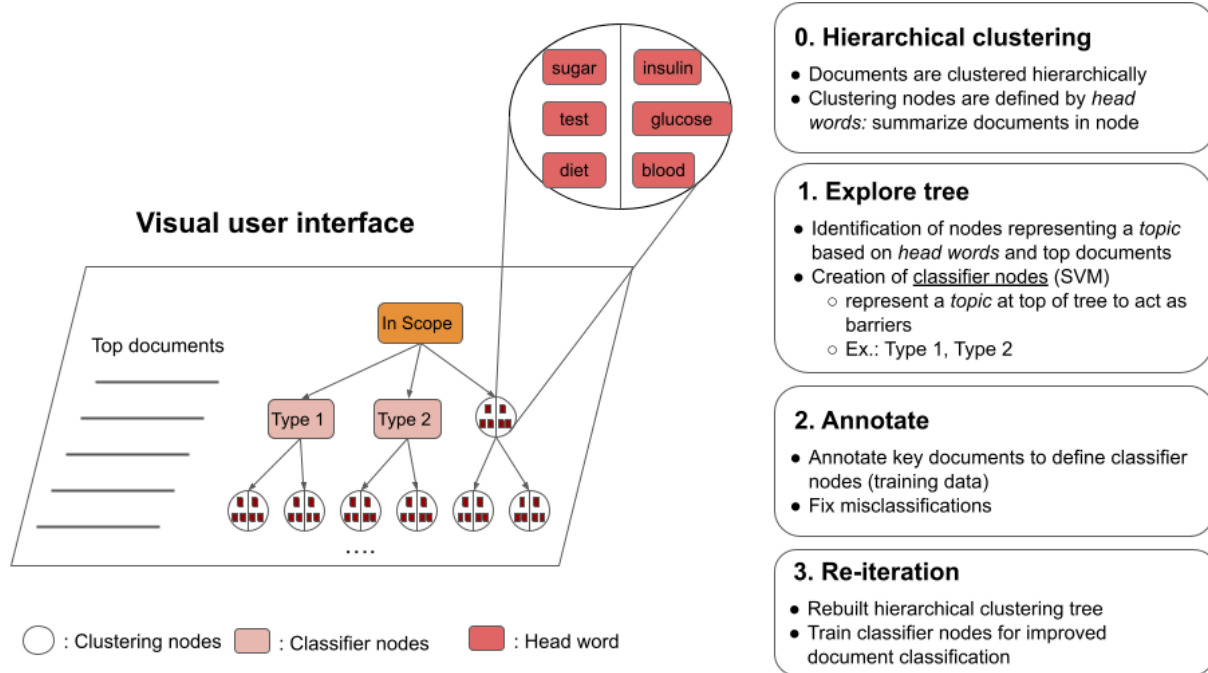 sugar
insulin
test
glucose
diet
blood
Visual user interface
Top documents
In Scope
Type 1
Type 2
....
: Clustering nodes
: Classifier nodes
: Head word
0. Hierarchical clustering
● Documents are clustered hierarchically
● Clustering nodes are defined by head
words: summarize documents in node
1. Explore tree
● Identification of nodes representing a topic
based on head words and top documents
● Creation of classifier nodes (SVM)
○ represent a topic at top of tree to act as
barriers
○ Ex.: Type 1, Type 2
2. Annotate
● Annotate key documents to define classifier
nodes (training data)
● Fix misclassifications
3. Re-iteration
● Rebuilt hierarchical clustering tree
● Train classifier nodes for improved
document classification